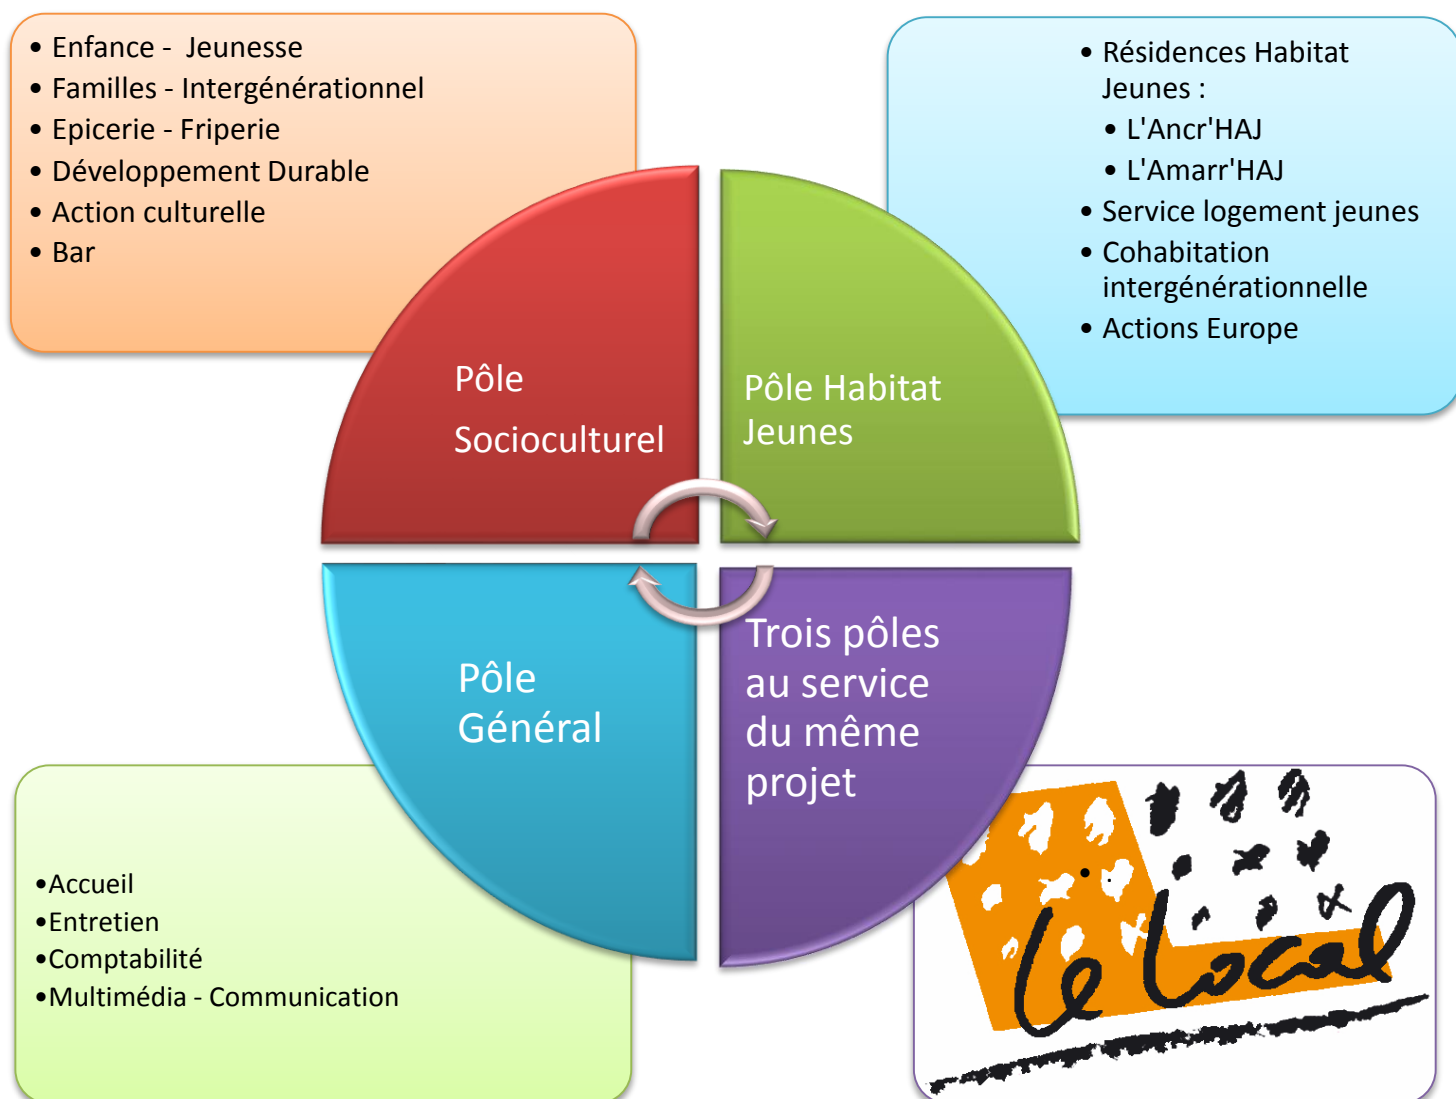 • Enfance -  Jeunesse
• Familles - Intergénérationnel
• Epicerie - Friperie
• Développement Durable
• Action culturelle
• Bar
• Résidences Habitat
Jeunes :
• L'Ancr'HAJ
• L'Amarr'HAJ
• Service logement jeunes
• Cohabitation
intergénérationnelle
• Actions Europe
Pôle
Socioculturel
Pôle Habitat
Jeunes
Pôle
Général
Trois pôles
au service
du même
projet
•Accueil
•Entretien
•Comptabilité
•Multimédia - Communication
le Local